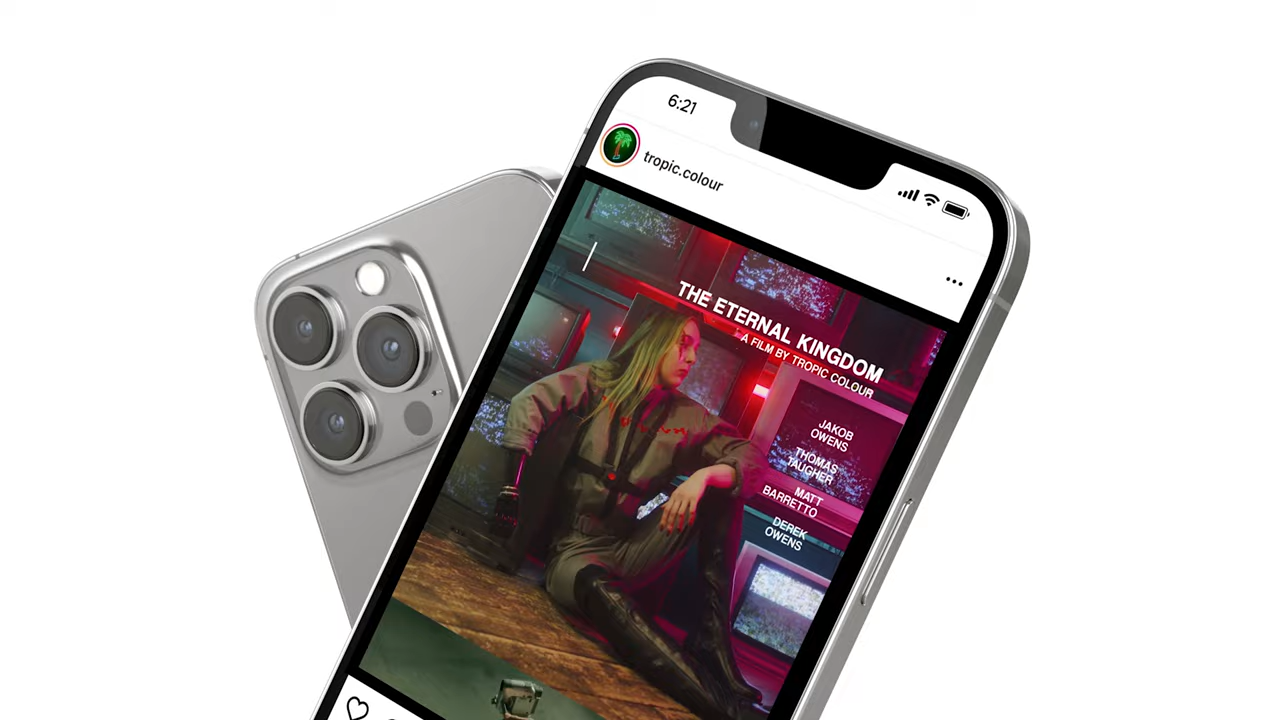 6:21
tropic.colour
THE ETERNAL KINGDOM
A FILM BY TROPIC COLOUR
JAKOB
OWENS
THOMAS
TAUGHER
MATT
BARRETTO
DEREK
OWENS